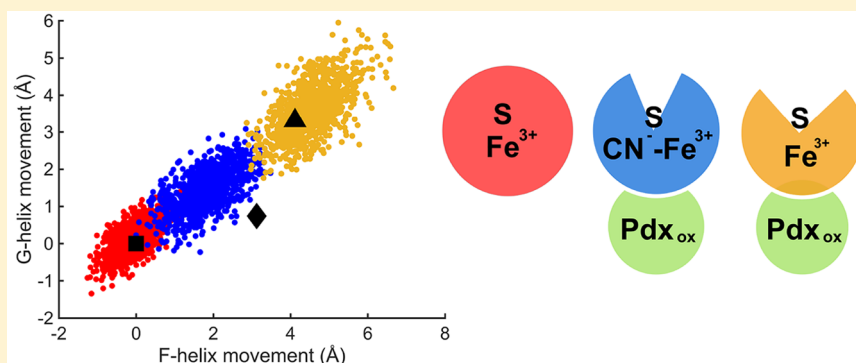 6
5
4
3
2
1
0
-1
-2
G-helix movement (Å)
-2 0 2 4 6 8
F-helix movement (Å)
S
Fe³⁺
S
CN⁻-Fe³⁺
Pdxₒₓ
S
Fe³⁺
Pdxₒₓ